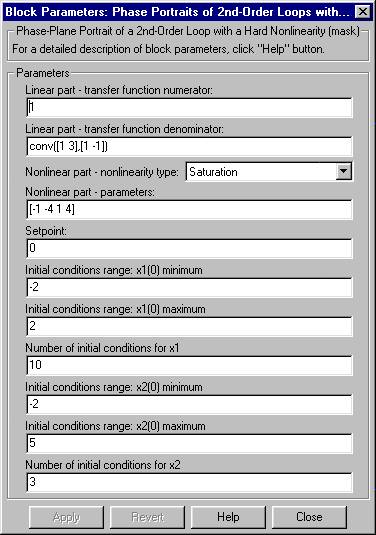 Block Parameters: Phase Portraits of 2nd-Order Loops with...
Phase-Plane Portrait of a 2nd-Order Loop with a Hard Nonlinearity (mask)
For a detailed description of block parameters, click "Help" button.
Parameters
Linear part - transfer function numerator:
1
Linear part - transfer function denominator:
conv([1 3],[1 -1])
Nonlinear part - nonlinearity type: Saturation
Nonlinear part - parameters:
[-1 -4 1 4]
Setpoint:
0
Initial conditions range: x1(0) minimum
-2
Initial conditions range: x1(0) maximum
2
Number of initial conditions for x1
10
Initial conditions range: x2(0) minimum
-2
Initial conditions range: x2(0) maximum
5
Number of initial conditions for x2
3
Apply Revert Help Close